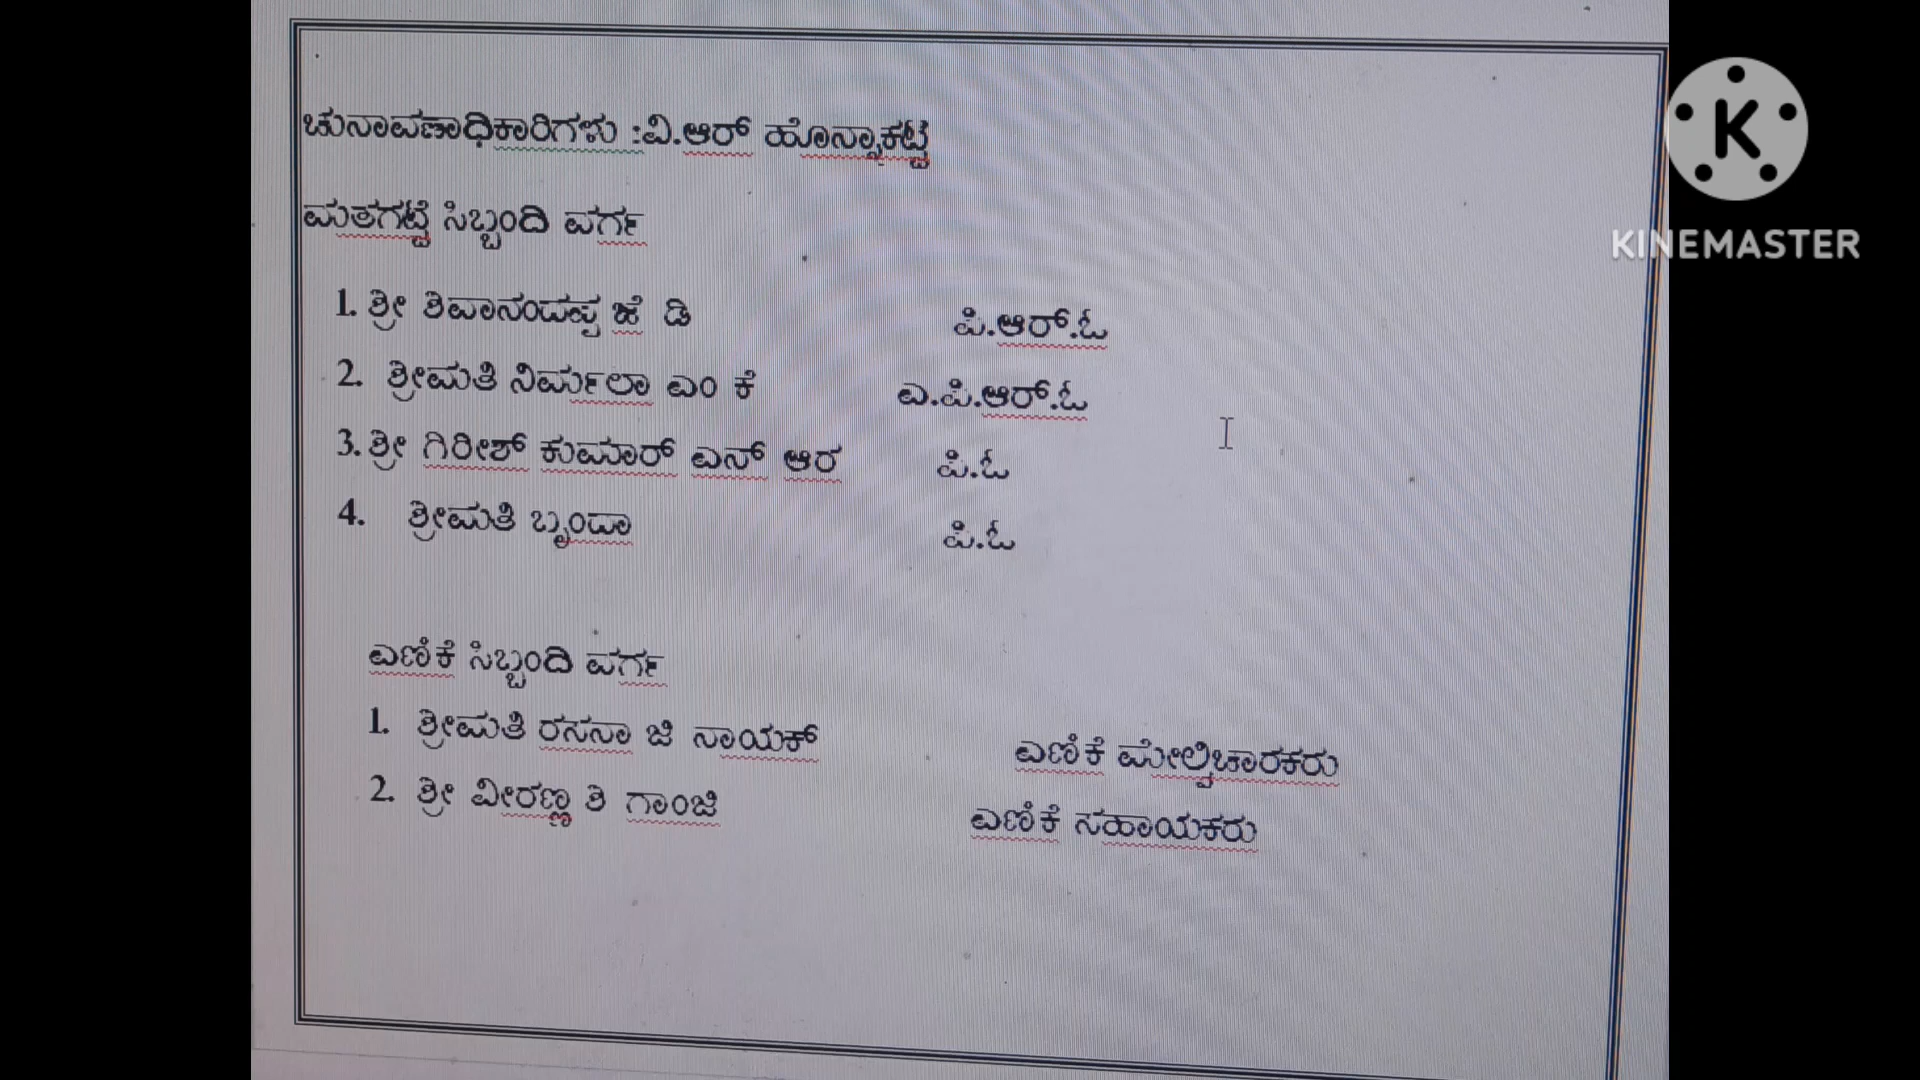 ಚುನಾವಣಾಧಿಕಾರಿಗಳು :ವಿ.ಆರ್ ಹೊನ್ನಾಕಟ್ಟಿ
ಮತಗಟ್ಟೆ ಸಿಬ್ಬಂದಿ ವರ್ಗ
1. ಶ್ರೀ ಶಿವಾನಂದಪ್ಪ ಜೆ ಡಿ ಪಿ.ಆರ್.ಓ
2. ಶ್ರೀಮತಿ ನಿರ್ಮಲಾ ಎಂ ಕೆ ಎ.ಪಿ.ಆರ್.ಓ
3. ಶ್ರೀ ಗಿರೀಶ್ ಕುಮಾರ್ ಎನ್ ಆರ ಪಿ.ಓ
4. ಶ್ರೀಮತಿ ಬೃಂದಾ ಪಿ.ಓ
ಎಣಿಕೆ ಸಿಬ್ಬಂದಿ ವರ್ಗ
1. ಶ್ರೀಮತಿ ರಸನಾ ಜಿ ನಾಯಕ್ ಎಣಿಕೆ ಮೇಲ್ವಿಚಾರಕರು
2. ಶ್ರೀ ವೀರಣ್ಣ ಶಿ ಗಾಂಜಿ ಎಣಿಕೆ ಸಹಾಯಕರು
KINEMASTER